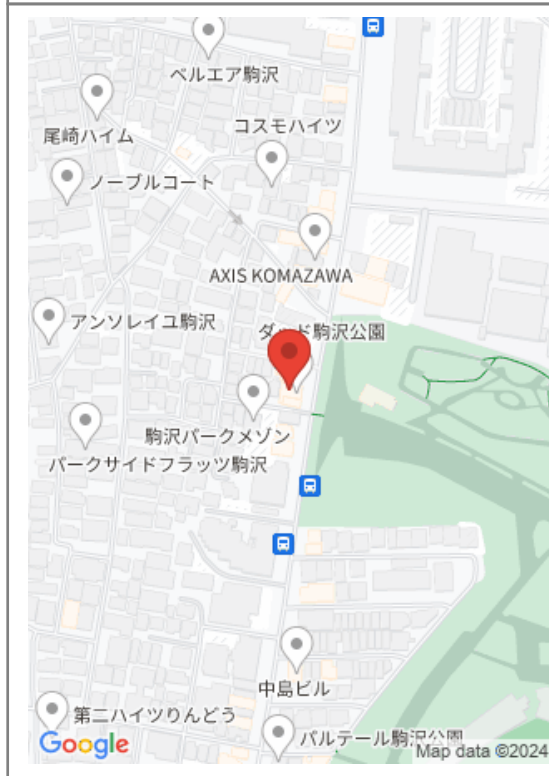 ベルエア駒沢
尾崎ハイム
コスモハイツ
ノーブルコート
AXIS KOMAZAWA
アンソレイユ駒沢
ダッド駒沢公園
駒沢パークメゾン
パークサイドフラッツ駒沢
中島ビル
第二ハイツりんどう
パルテール駒沢公園
Google
Map data ©2024